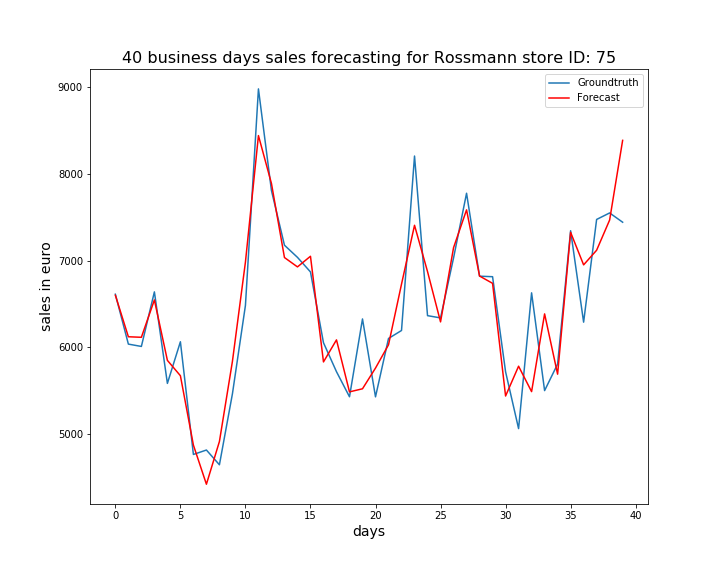 40 business days sales forecasting for Rossmann store ID: 75
Groundtruth
Forecast
9000
8000
7000
6000
5000
sales in euro
0 5 10 15 20 25 30 35 40
days